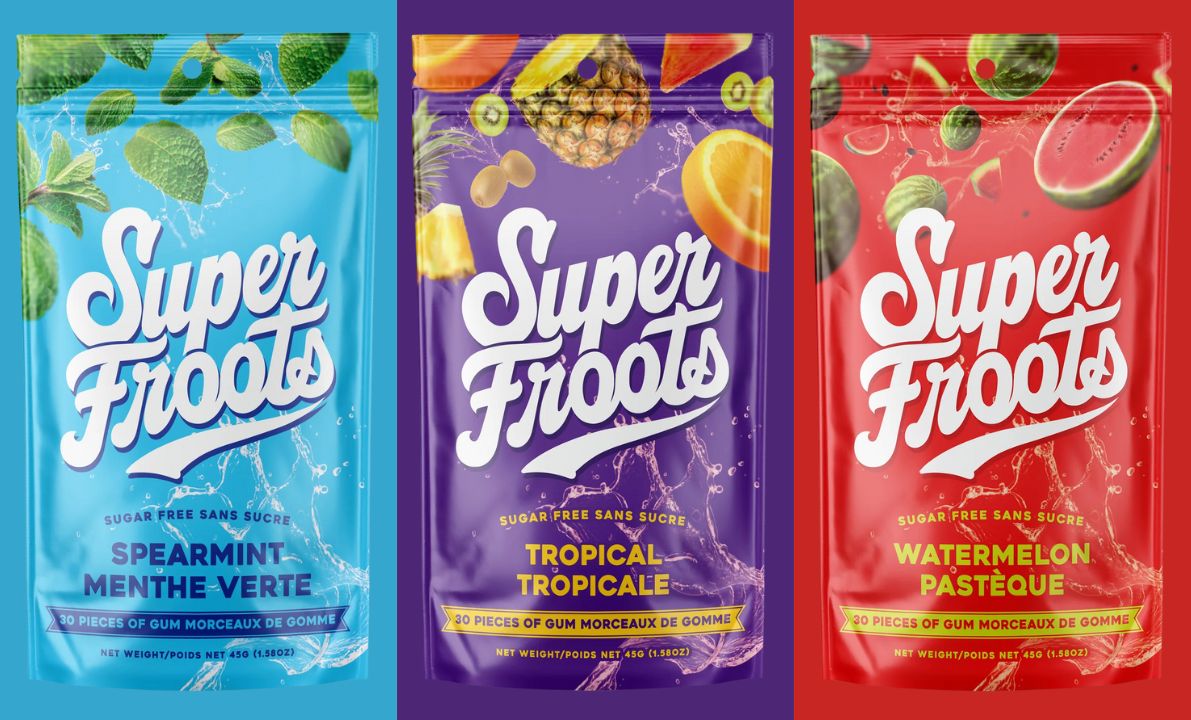 Super
Froots
SUGAR FREE SANS SUCRE
SPEARMINT
MENTHE VERTE
30 PIECES OF GUM MORCEAUX DE GOMME
NET WEIGHT/POIDS NET 45G (1.58OZ)
Super
Froots
SUGAR FREE SANS SUCRE
TROPICAL
TROPICALE
30 PIECES OF GUM MORCEAUX DE GOMME
NET WEIGHT/POIDS NET 45G (1.58OZ)
Super
Froots
SUGAR FREE SANS SUCRE
WATERMELON
PASTÈQUE
30 PIECES OF GUM MORCEAUX DE GOMME
NET WEIGHT/POIDS NET 45G (1.58OZ)